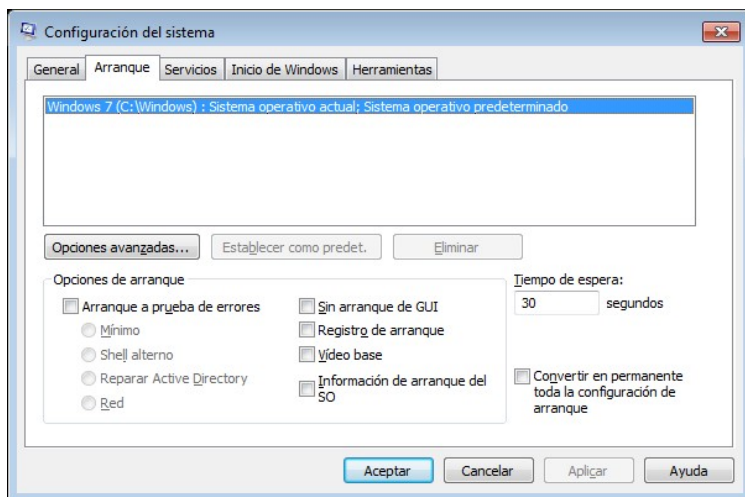 Configuración del sistema
General Arranque Servicios Inicio de Windows Herramientas
Windows 7 (C:\Windows) : Sistema operativo actual; Sistema operativo predeterminado
Opciones avanzadas... Establecer como predet. Eliminar
Opciones de arranque
Arranque a prueba de errores
Mínimo
Shell alterno
Reparar Active Directory
Red
Sin arranque de GUI
Registro de arranque
Vídeo base
Información de arranque del
SO
Tiempo de espera:
30 segundos
Convertir en permanente
toda la configuración de
arranque
Aceptar Cancelar Aplicar Ayuda